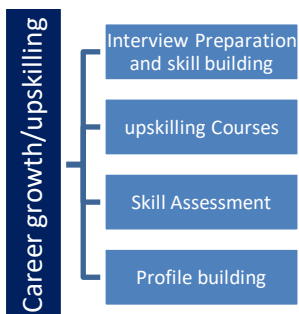 Career growth/upskilling
Interview Preparation
and skill building
upskilling Courses
Skill Assessment
Profile building